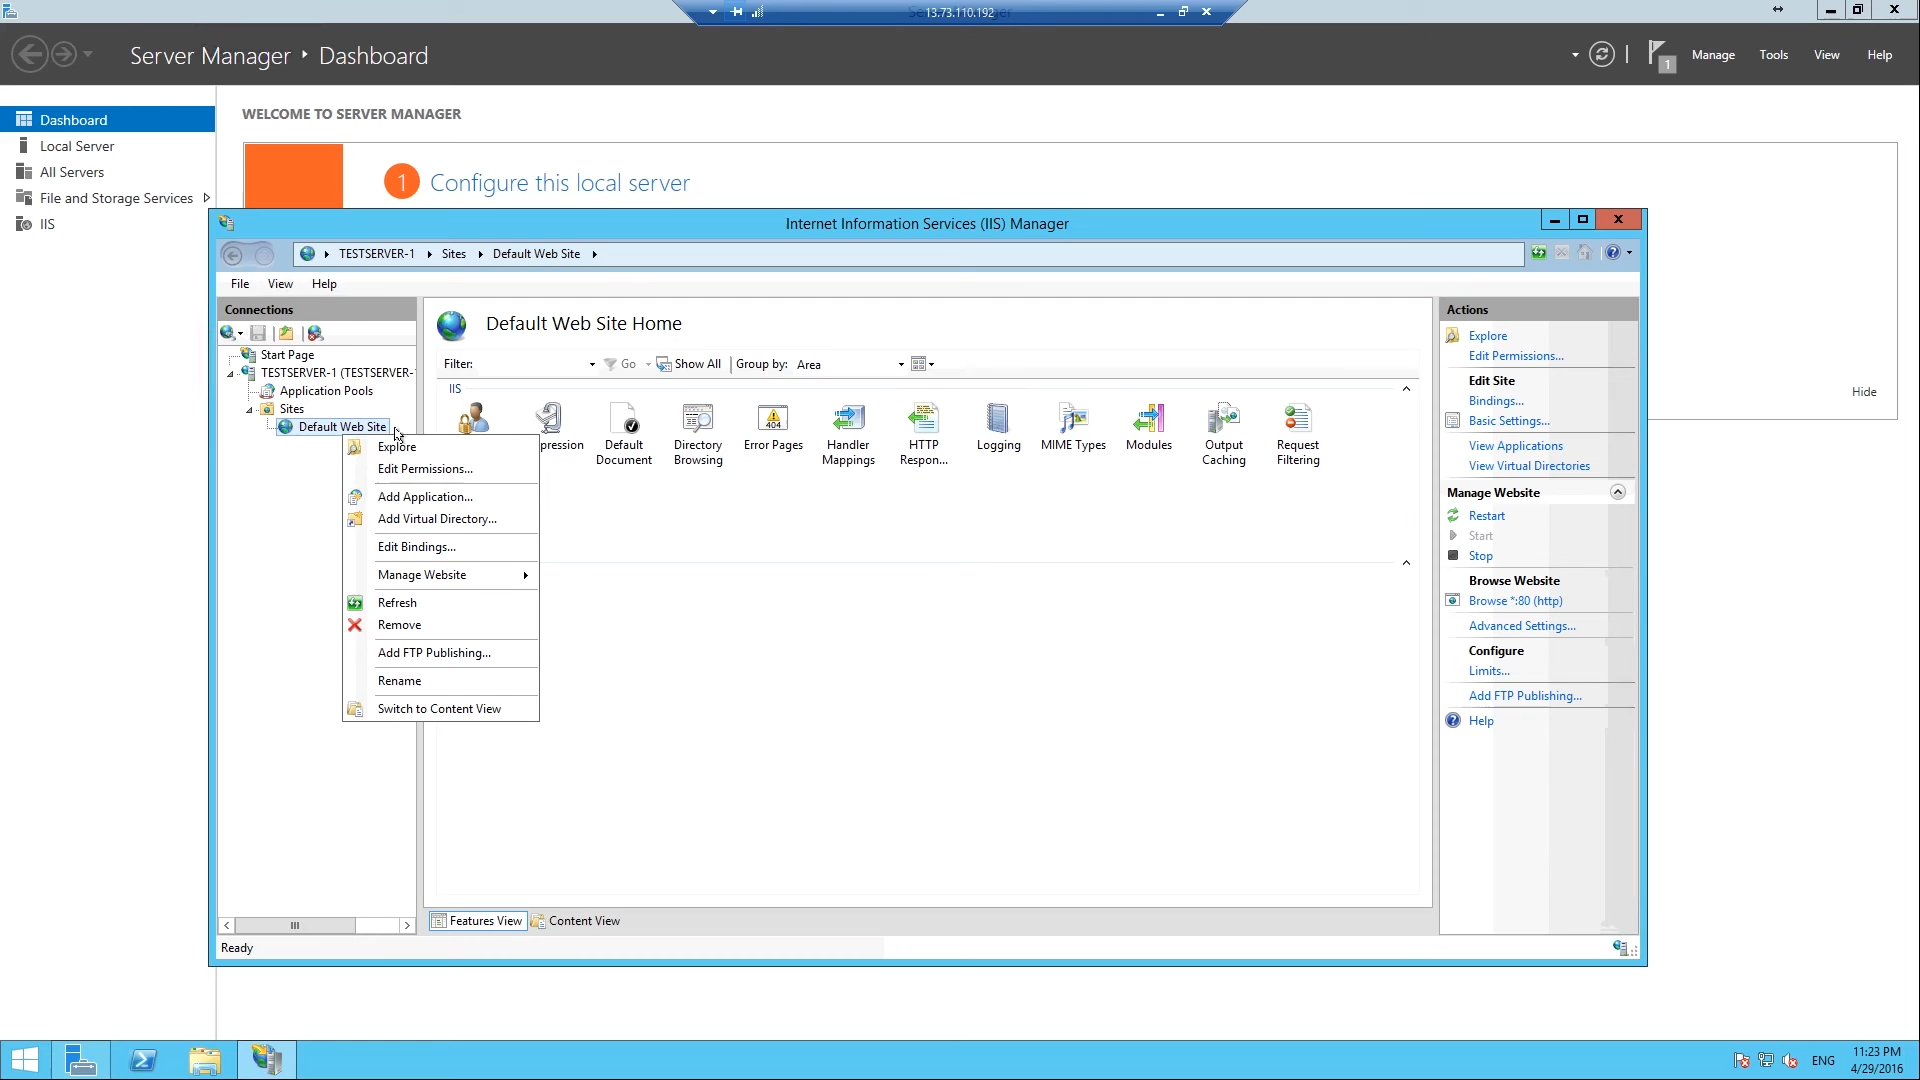 13.73.110.192
Server Manager ‣ Dashboard
1
Manage
Tools
View
Help
Dashboard
Local Server
All Servers
File and Storage Services
IIS
WELCOME TO SERVER MANAGER
1 Configure this local server
Hide
Internet Information Services (IIS) Manager
TESTSERVER-1
Sites
Default Web Site
File
View
Help
Connections
Start Page
TESTSERVER-1 (TESTSERVER-
Application Pools
Sites
Default Web Site
Explore
Edit Permissions...
Add Application...
Add Virtual Directory...
Edit Bindings...
Manage Website
Refresh
Remove
Add FTP Publishing...
Rename
Switch to Content View
Default Web Site Home
Filter:
Go
Show All
Group by:
Area
IIS
pression
Default
Document
Directory
Browsing
Error Pages
404
Handler
Mappings
HTTP
Respon...
Logging
MIME Types
Modules
Output
Caching
Request
Filtering
Features View
Content View
Ready
Actions
Explore
Edit Permissions...
Edit Site
Bindings...
Basic Settings...
View Applications
View Virtual Directories
Manage Website
Restart
Start
Stop
Browse Website
Browse *:80 (http)
Advanced Settings...
Configure
Limits...
Add FTP Publishing...
Help
ENG
11:23 PM
4/29/2016